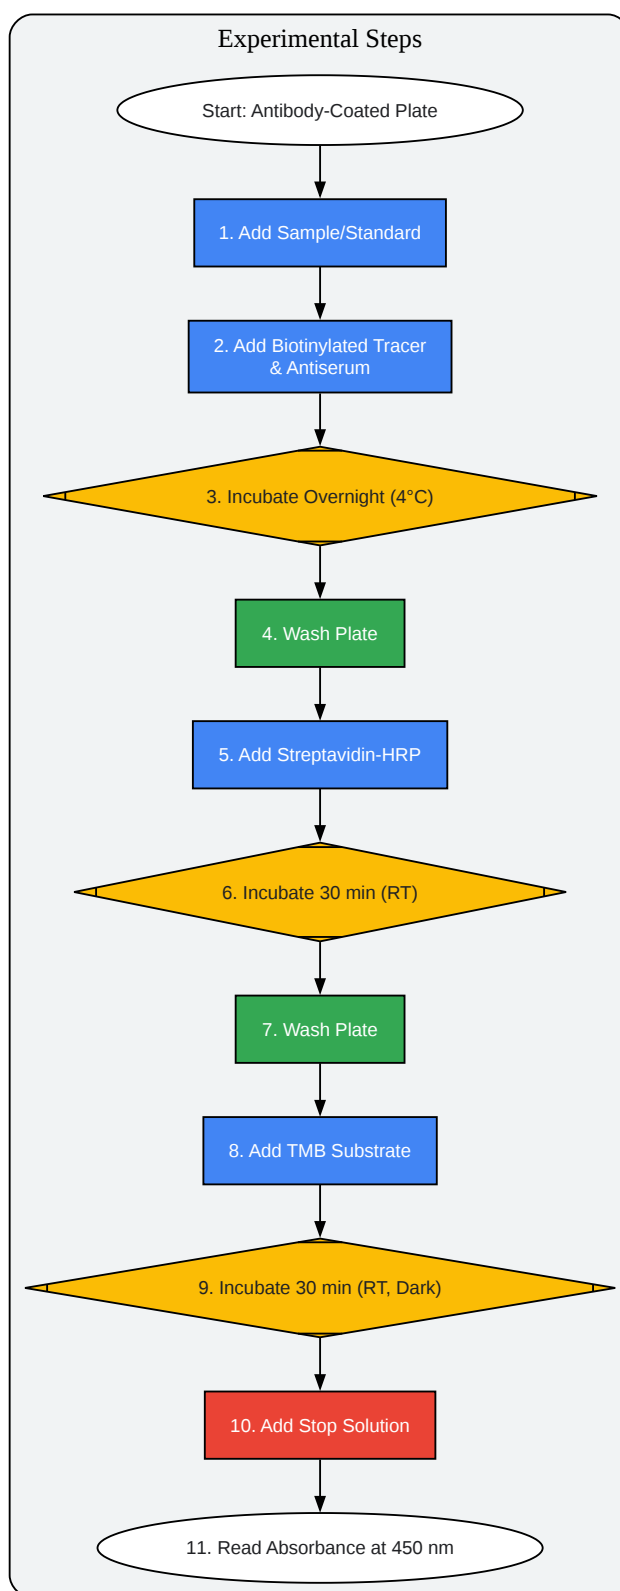 Experimental Steps
Start: Antibody-Coated Plate
1. Add Sample/Standard
2. Add Biotinylated Tracer
& Antiserum
3. Incubate Overnight (4°C)
4. Wash Plate
5. Add Streptavidin-HRP
6. Incubate 30 min (RT)
7. Wash Plate
8. Add TMB Substrate
9. Incubate 30 min (RT, Dark)
10. Add Stop Solution
11. Read Absorbance at 450 nm